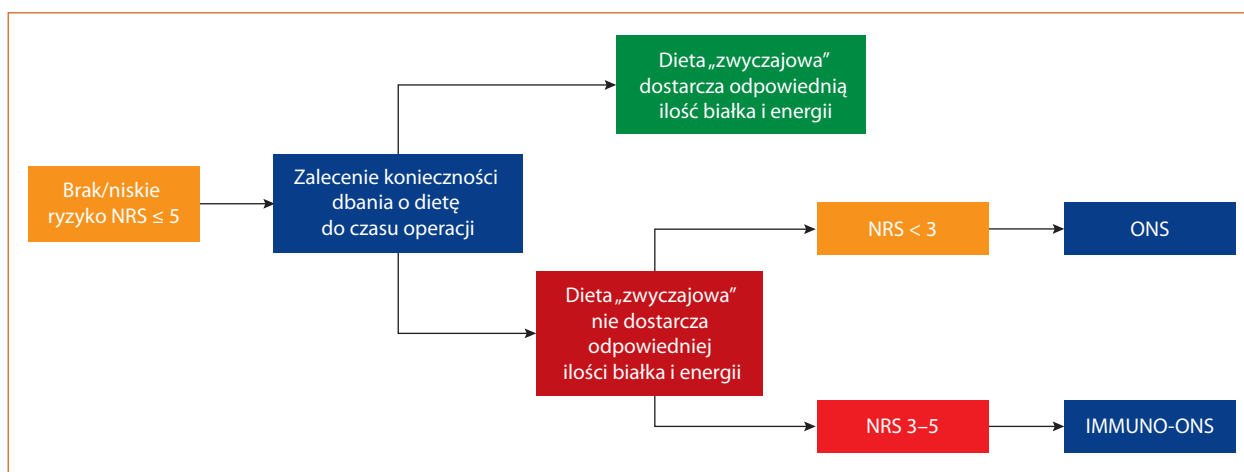 Dieta „zwyczajowa”
dostarcza odpowiednią
ilość białka i energii
Brak/niskie
ryzyko NRS ≤ 5
Zalecenie konieczności
dbania o dietę
do czasu operacji
Dieta „zwyczajowa”
nie dostarcza
odpowiedniej
ilości białka i energii
NRS < 3
ONS
NRS 3–5
IMMUNO-ONS